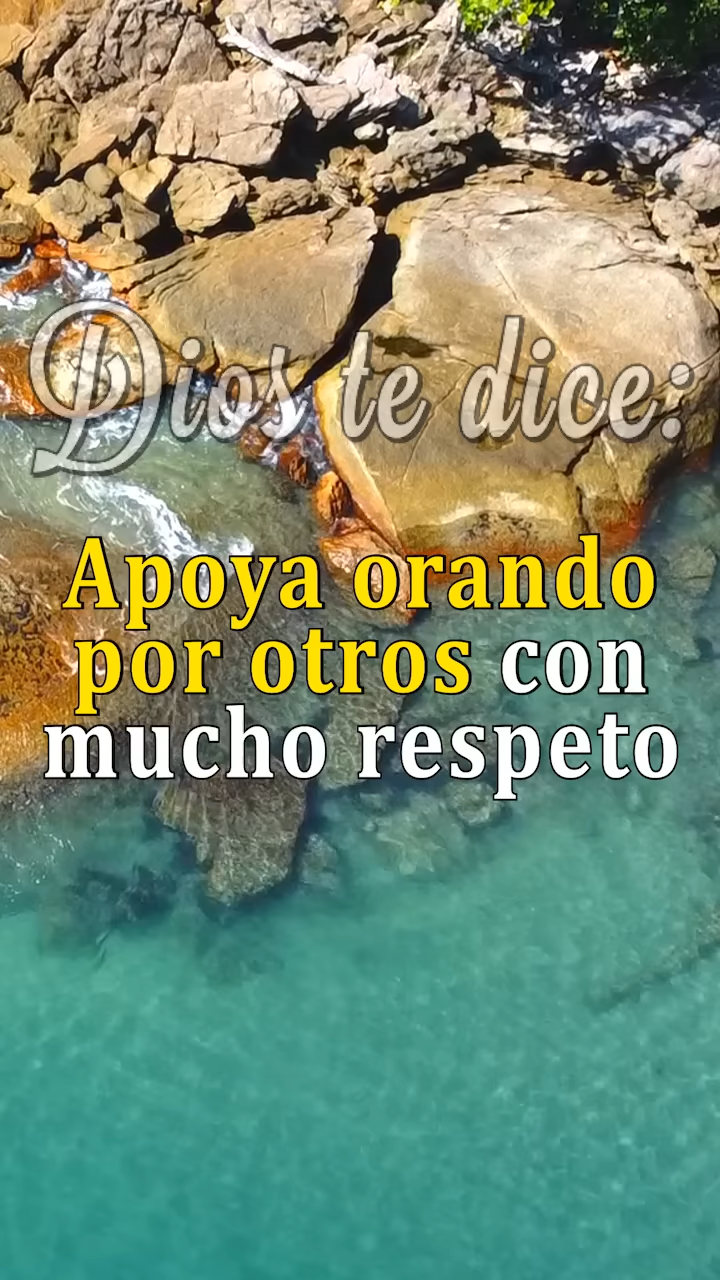 Dios te dice:
Apoya orando
por otros con
mucho respeto